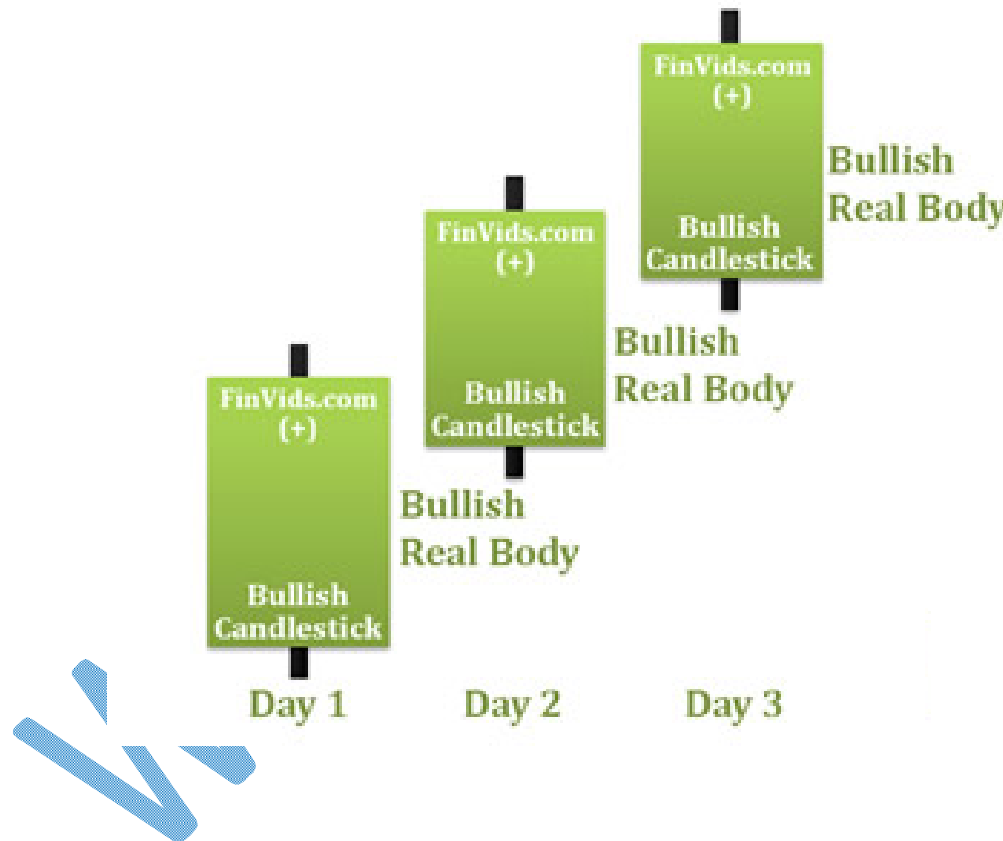 FinVids.com
(+)
Bullish
Candlestick
Bullish
Real Body
FinVids.com
(+)
Bullish
Candlestick
Bullish
Real Body
FinVids.com
(+)
Bullish
Candlestick
Bullish
Real Body
Day 1
Day 2
Day 3